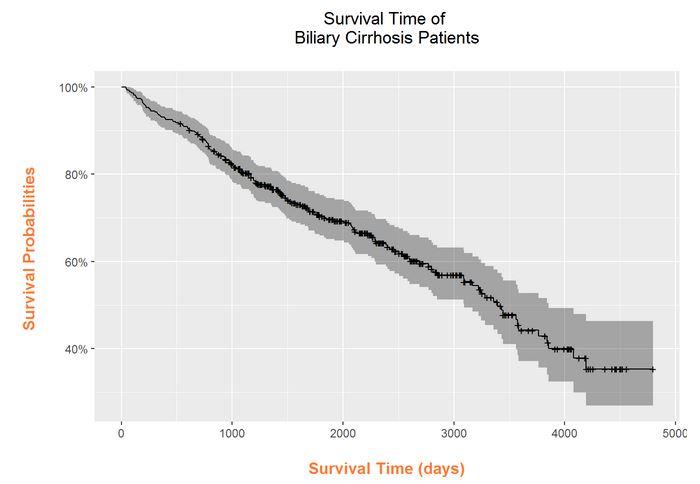 Survival Time of
Biliary Cirrhosis Patients
Survival Probabilities
100%
80%
60%
40%
0 1000 2000 3000 4000 5000
Survival Time (days)